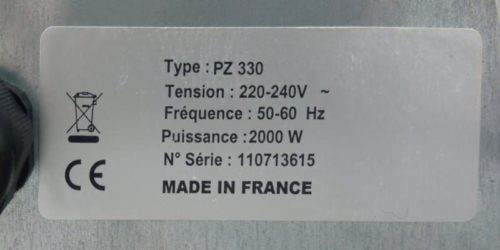 Type : PZ 330
Tension : 220-240V ~
Fréquence : 50-60 Hz
Puissance : 2000 W
N° Série : 110713615
CE
MADE IN FRANCE